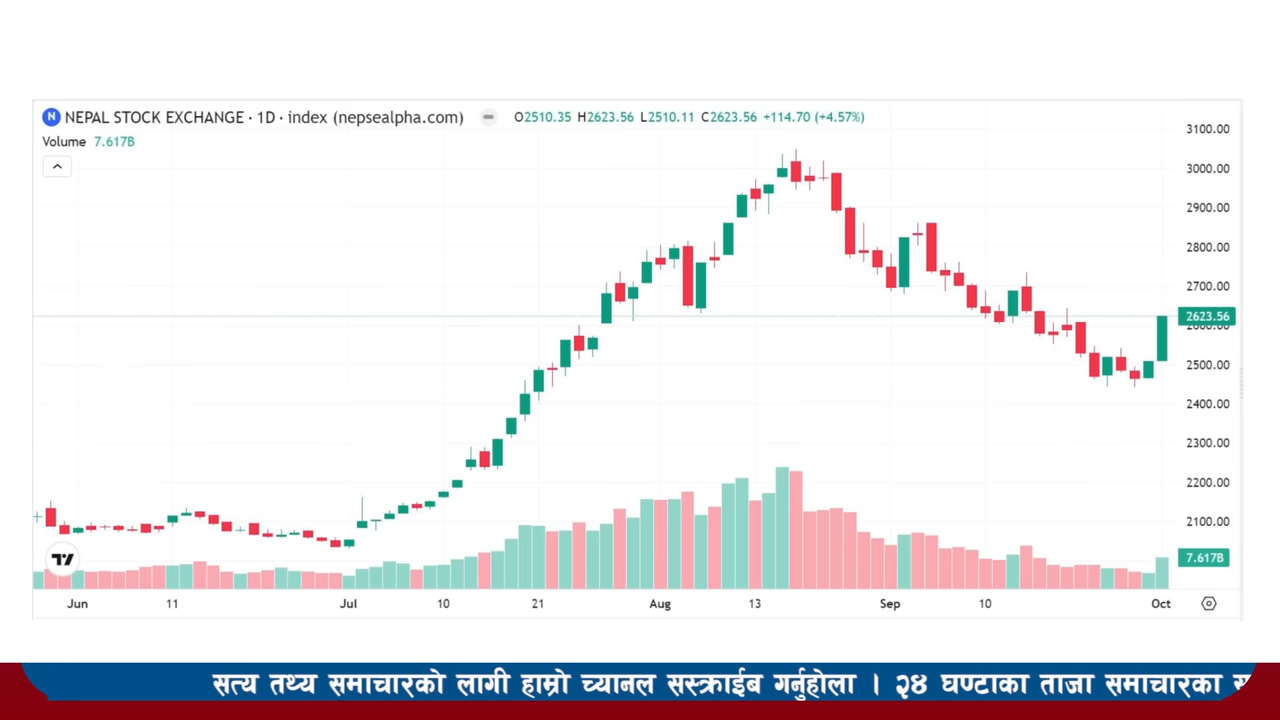 N NEPAL STOCK EXCHANGE · 1D · index (nepsealpha.com) O2510.35 H2623.56 L2510.11 C2623.56 +114.70 (+4.57%)
Volume 7.617B
3100.00
3000.00
2900.00
2800.00
2700.00
2623.56
2600.00
2500.00
2400.00
2300.00
2200.00
2100.00
7.617B
Jun 11 Jul 10 21 Aug 13 Sep 10 Oct
सत्य तथ्य समाचारको लागी हाम्रो च्यानल सस्क्राईब गर्नुहोला । २४ घण्टाका ताजा समाचारका